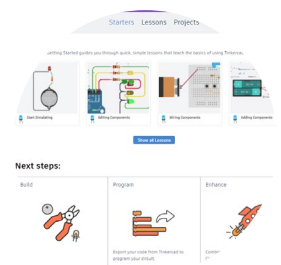 Starters Lessons Projects
Getting Started guides you through quick, simple lessons that teach the basics of using Tinkercad.
Start Simulating
Editing Components
Wiring Components
Adding Components
Show all Lessons
Next steps:
Build
Program
Enhance
Export your code from Tinkercad to
program your circuit.